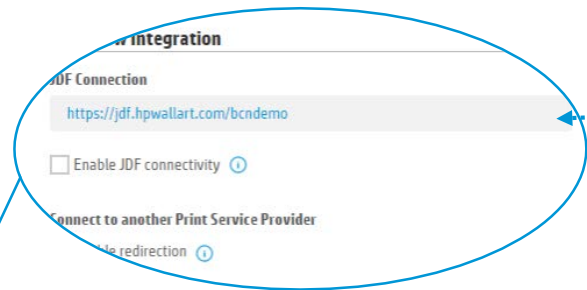 integration
JDF Connection
https://jdf.hpwallart.com/bcndemo
Enable JDF connectivity
Connect to another Print Service Provider
redirection